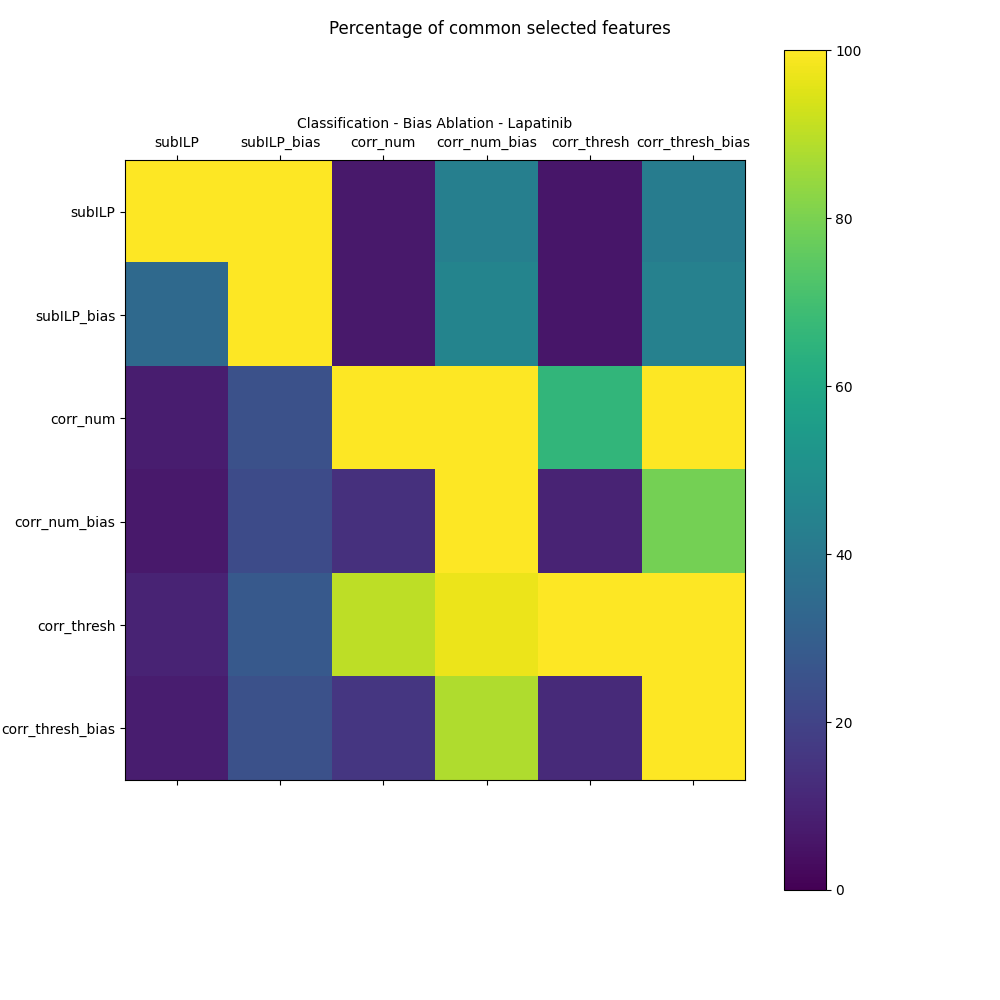 Percentage of common selected features
Classification - Bias Ablation - Lapatinib
subILP subILP_bias corr_num corr_num_bias corr_thresh corr_thresh_bias
subILP
subILP_bias
corr_num
corr_num_bias
corr_thresh
corr_thresh_bias
100
80
60
40
20
0